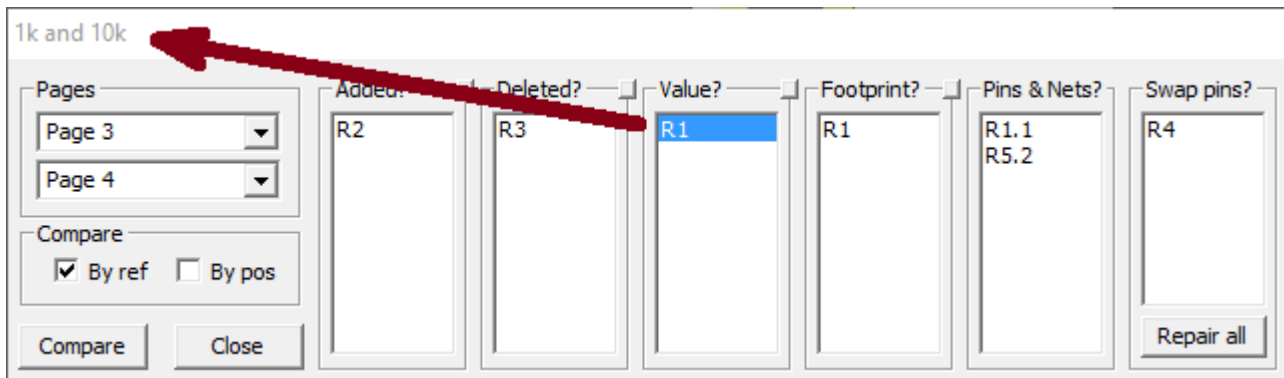 1k and 10k
Pages
Page 3
Page 4
Compare
By ref
By pos
Compare
Close
Added?
R2
Deleted?
R3
Value?
R1
Footprint?
R1
Pins & Nets?
R1.1
R5.2
Swap pins?
R4
Repair all